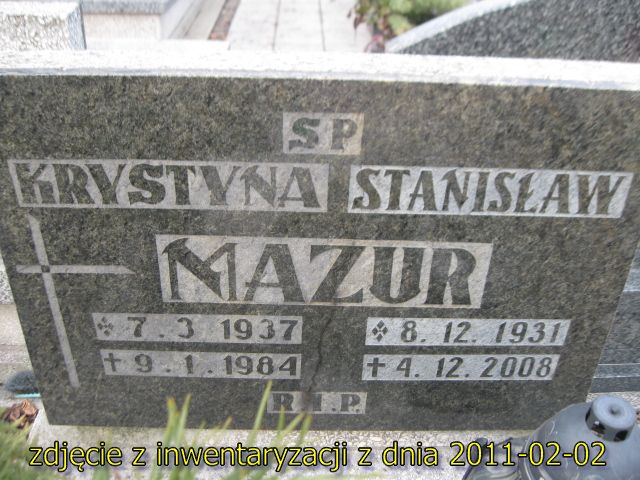 SP
KRYSTYNA STANISŁAW
MAZUR
7.3 1937 8.12.1931
+ 9.1.1984 + 4.12.2008
R.I.P.
zdjęcie z inwentaryzacji z dnia 2011-02-02